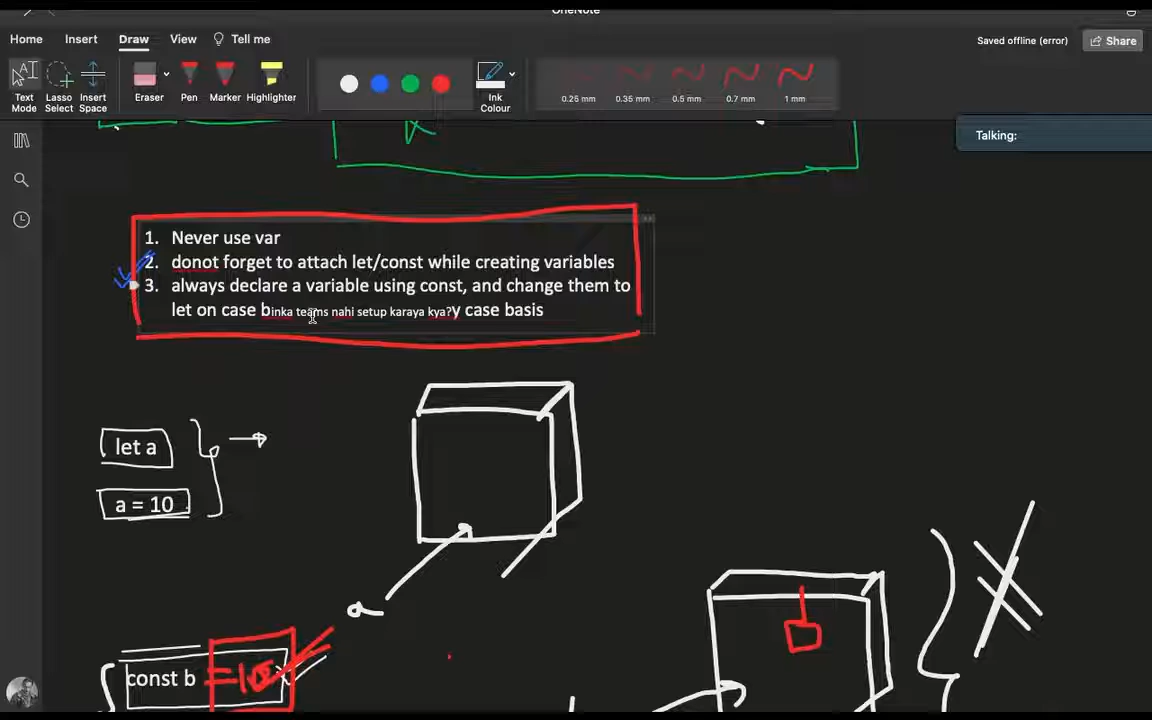 OneNote
Home Insert Draw View Tell me
Saved offline (error)
Share
Text Mode
Lasso Select
Insert Space
Eraser
Pen
Marker
Highlighter
Ink Colour
0.25 mm
0.35 mm
0.5 mm
0.7 mm
1 mm
Talking:
1. Never use var
2. donot forget to attach let/const while creating variables
3. always declare a variable using const, and change them to
let on case binka teams nahi setup karaya kya?y case basis
let a
a = 10
a
const b = 10